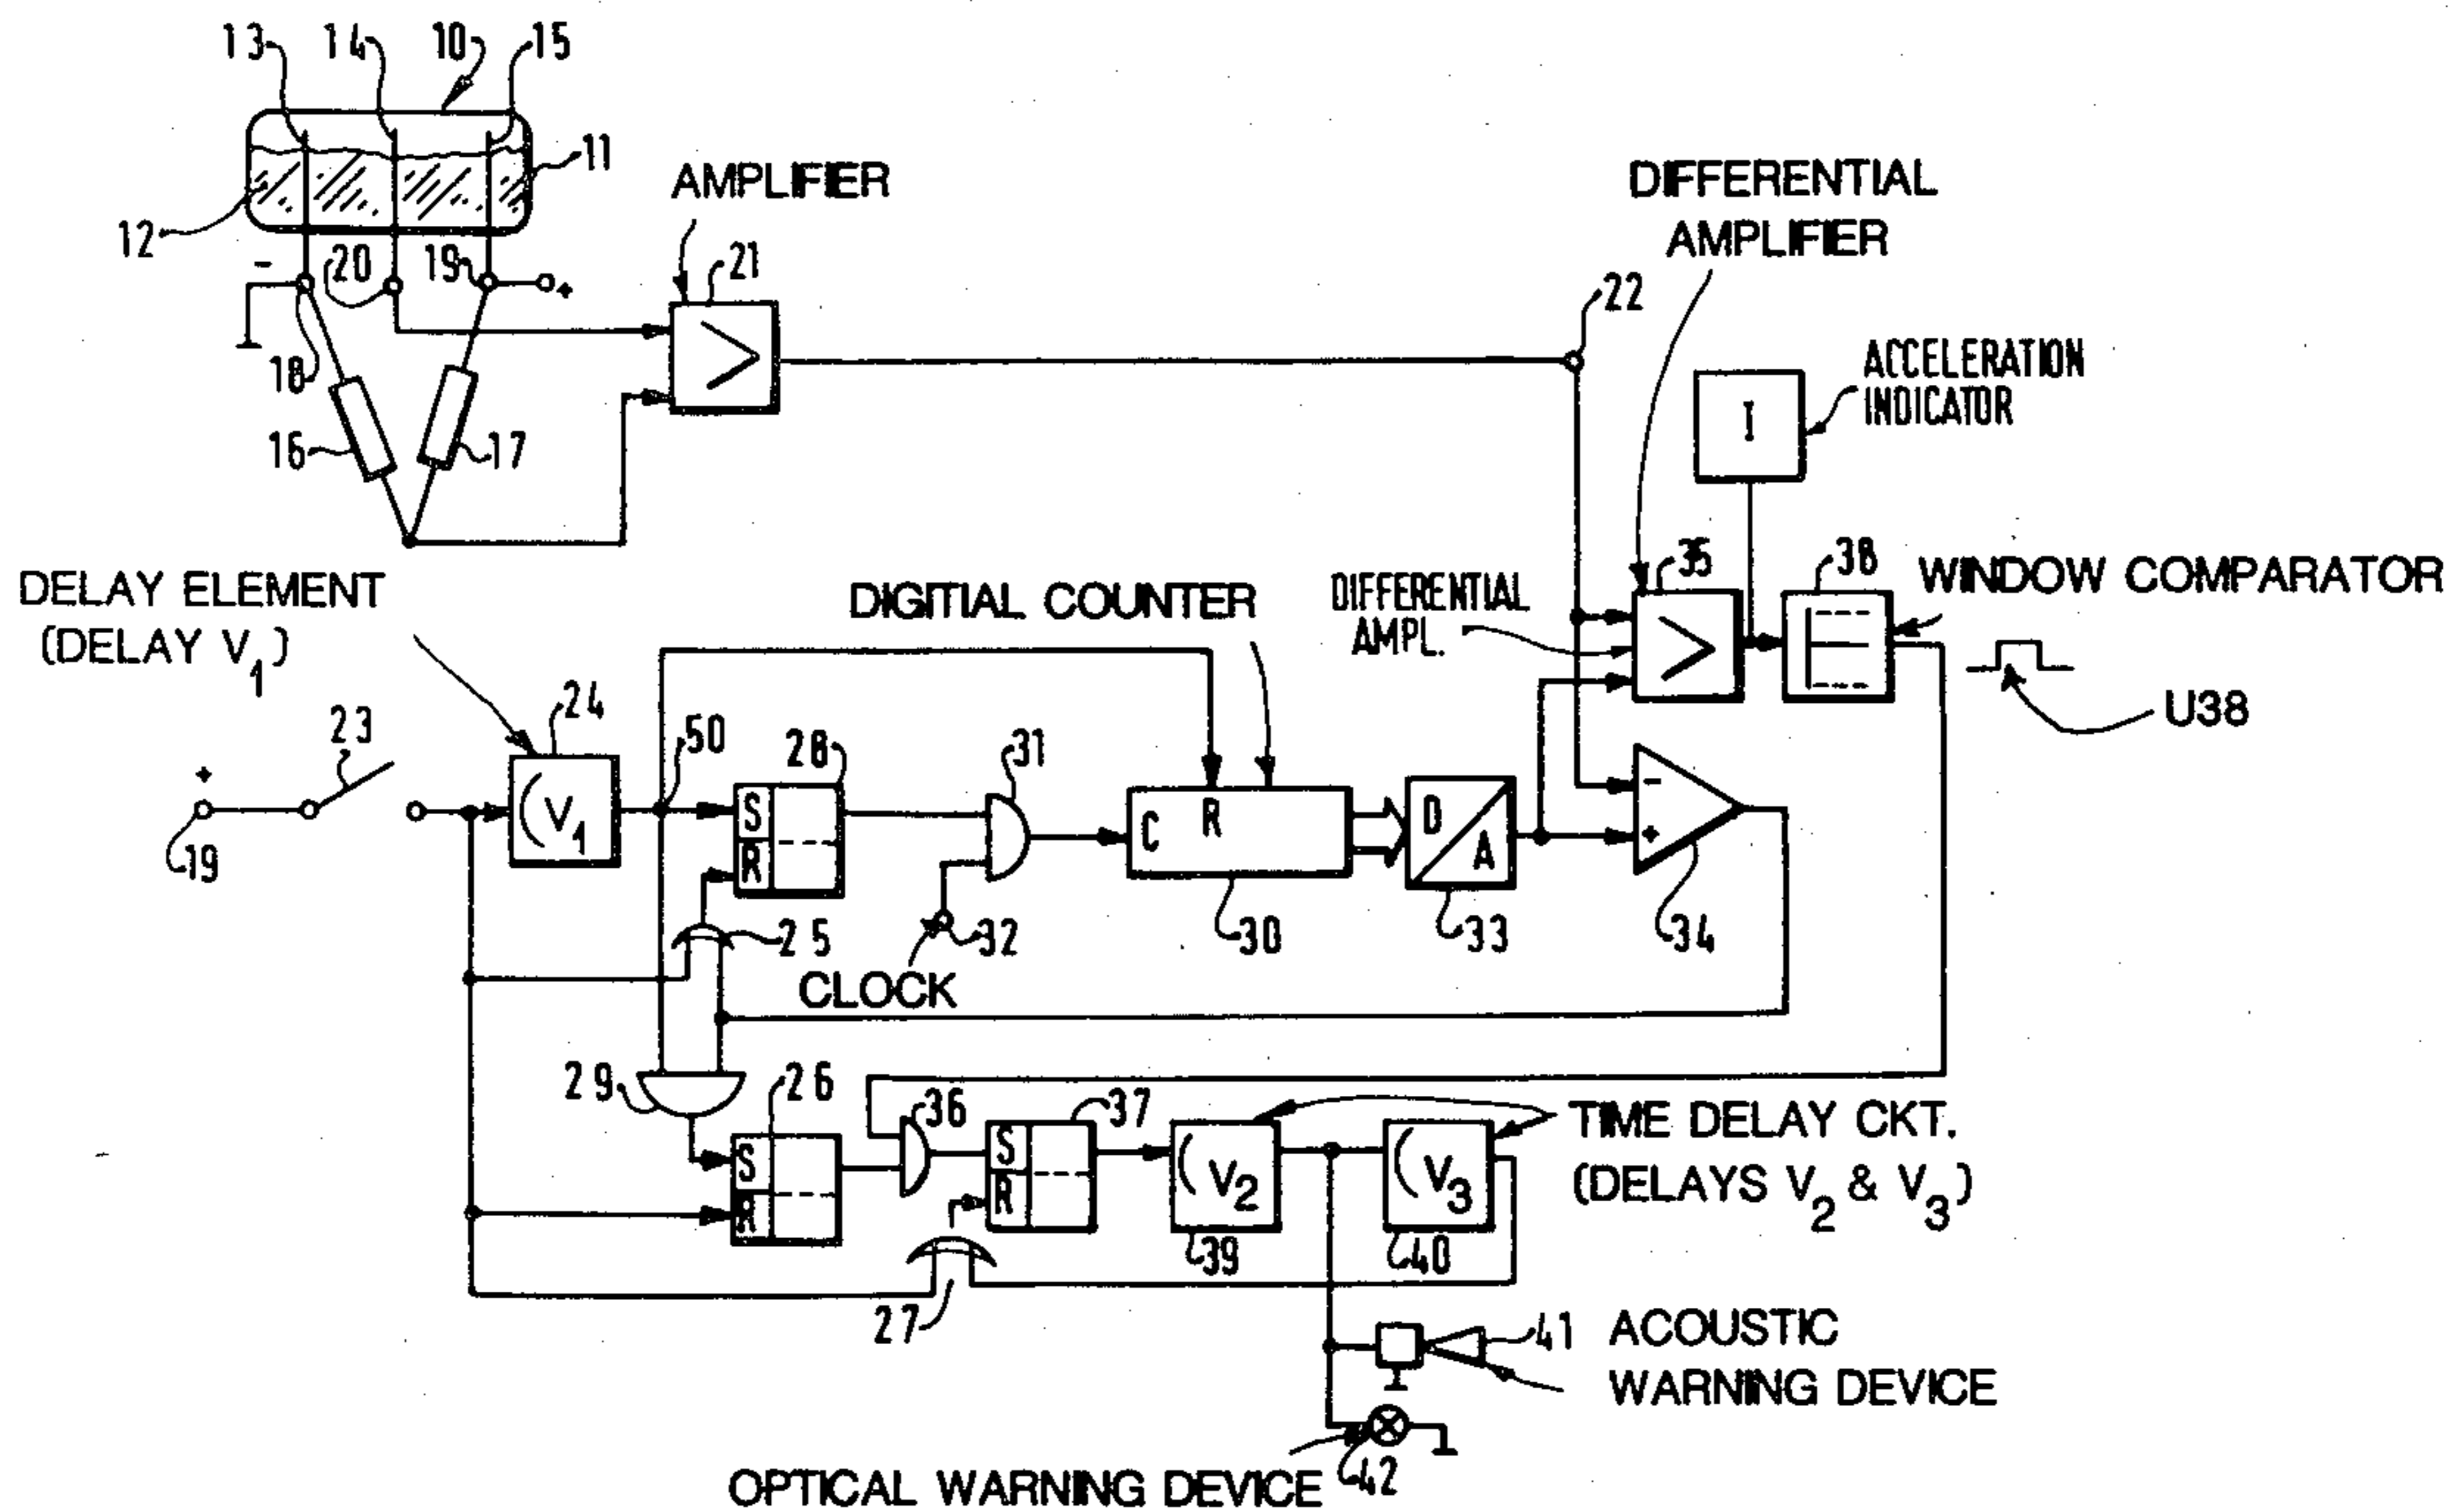 13 14 10 15
11
12
- 20 19 +
18
16 17
AMPLIFIER
21
DIFFERENTIAL
AMPLIFIER
22
ACCELERATION
INDICATOR
I
35 38
WINDOW COMPARATOR
U38
DIFFERENTIAL
AMPL.
DIGITIAL COUNTER
DELAY ELEMENT
(DELAY V1)
24
23
50
28
31
+
19
V1
S
R
C R
D
A
-
+
25
32
30
33
34
CLOCK
29
26
36
37
S
R
S
R
V2
V3
39
40
TIME DELAY CKT.
(DELAYS V2 & V3)
27
41
ACOUSTIC
WARNING DEVICE
OPTICAL WARNING DEVICE
42